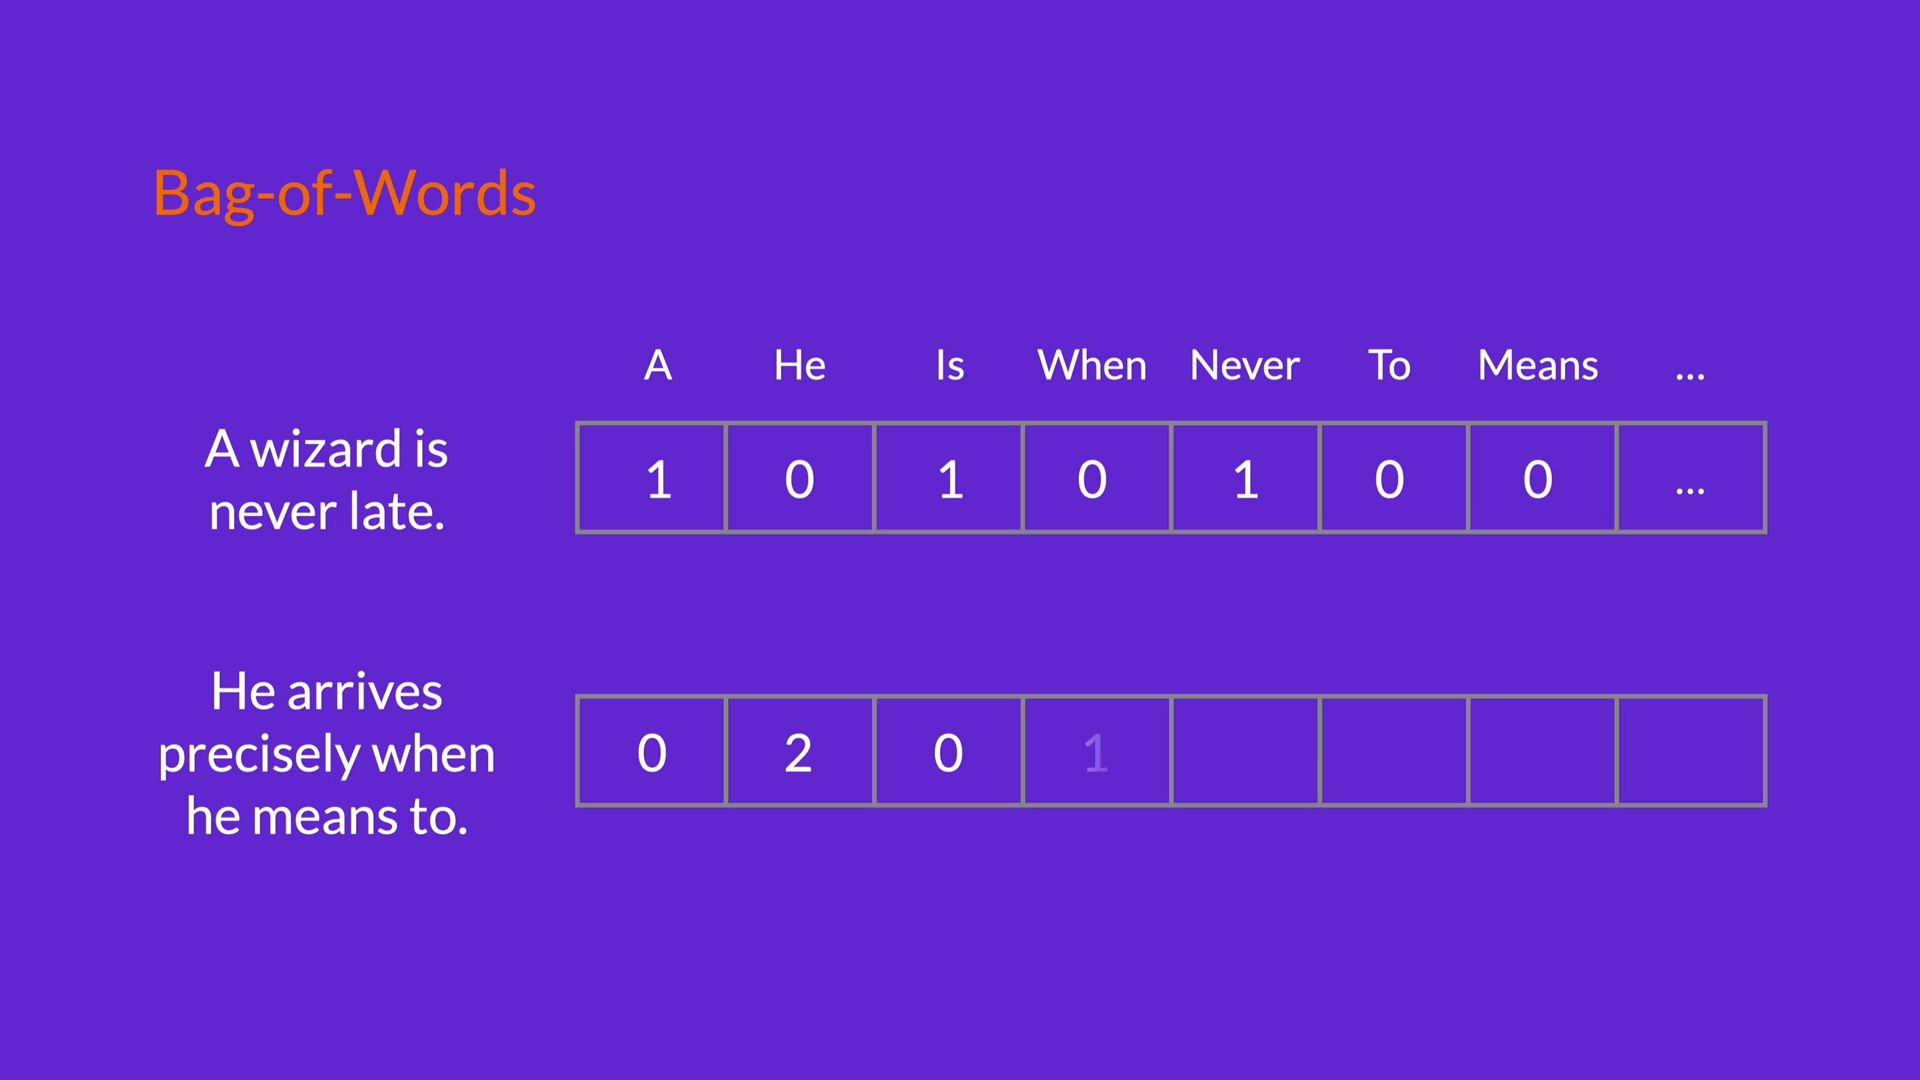 Bag-of-Words
A He Is When Never To Means ...
A wizard is
never late.
1 0 1 0 1 0 0 ...
He arrives
precisely when
he means to.
0 2 0 1